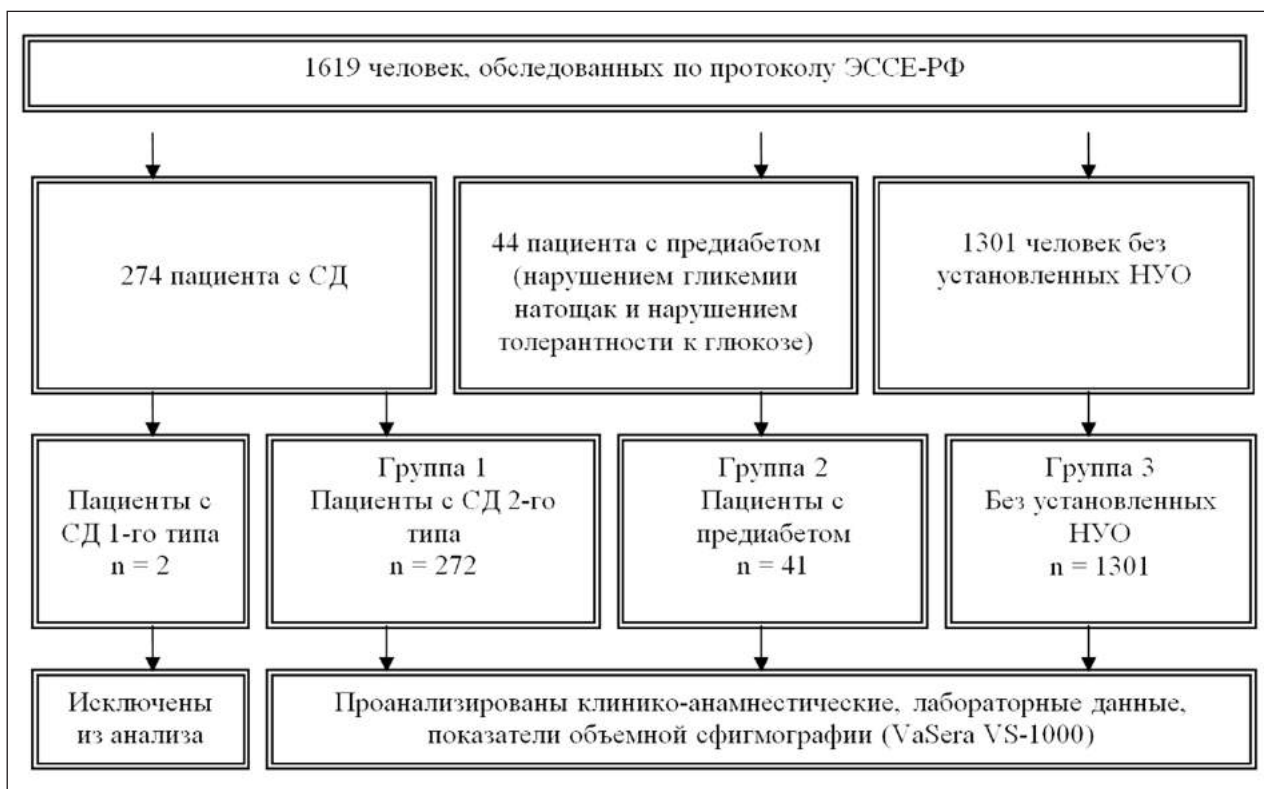 1619 человек, обследованных по протоколу ЭССЕ-РФ
274 пациента с СД
44 пациента с предиабетом
(нарушением гликемии
натощак и нарушением
толерантности к глюкозе)
1301 человек без
установленных НУО
Пациенты с
СД 1-го типа
n = 2
Группа 1
Пациенты с СД 2-го
типа
n = 272
Группа 2
Пациенты с
предиабетом
n = 41
Группа 3
Без установленных
НУО
n = 1301
Исключены
из анализа
Проанализированы клинико-анамнестические, лабораторные данные,
показатели объемной сфигмографии (VaSera VS-1000)